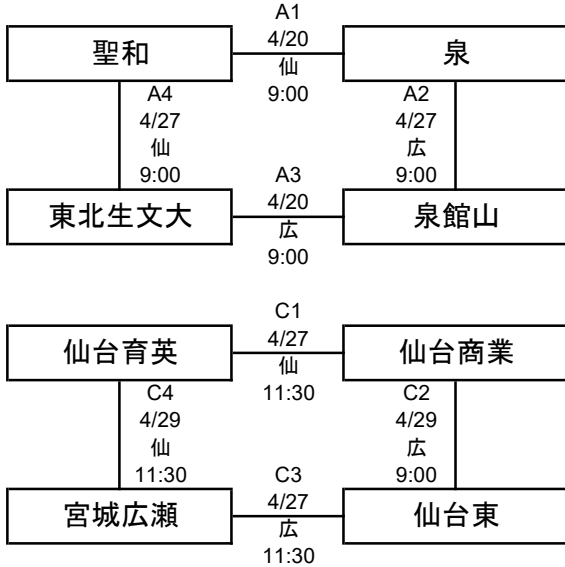 A1
4/20
聖和
泉
仙
9:00
A4
4/27
仙
9:00
A2
4/27
広
9:00
A3
4/20
東北生文大
泉館山
広
9:00
C1
4/27
仙台育英
仙台商業
仙
11:30
C4
4/29
仙
11:30
C2
4/29
広
9:00
C3
4/27
宮城広瀬
仙台東
広
11:30